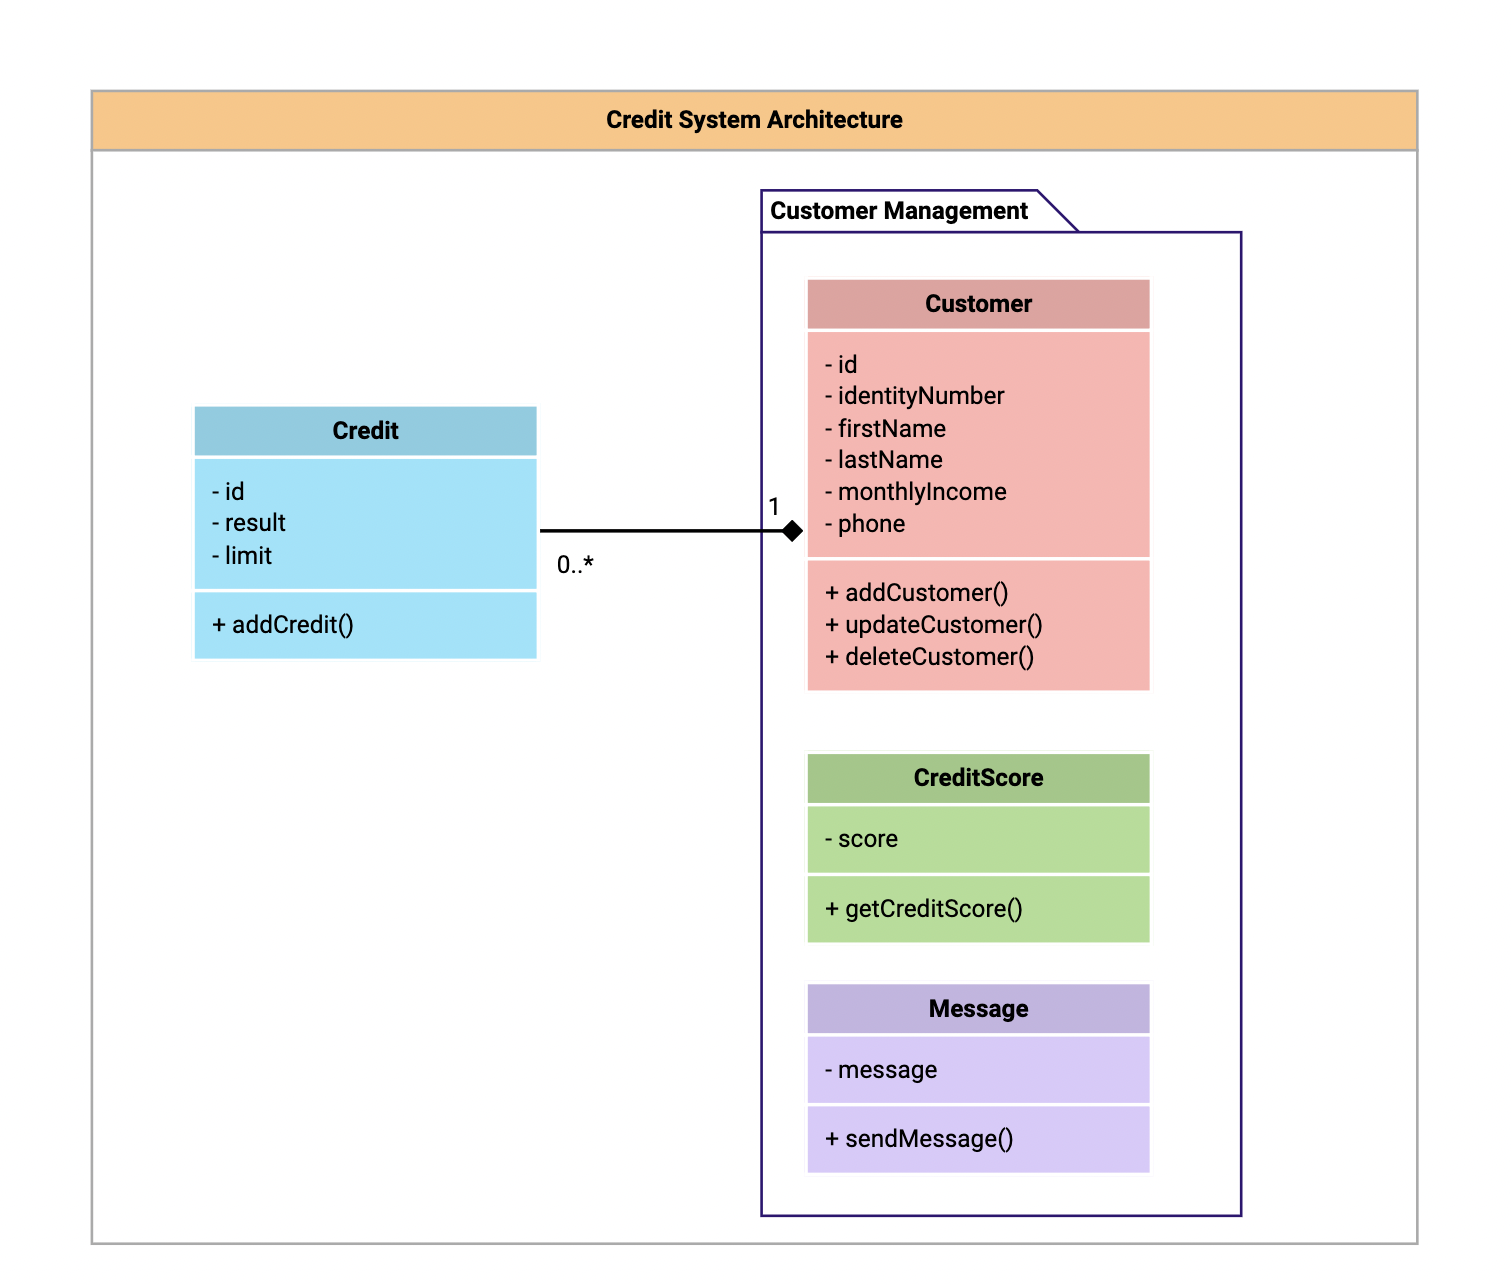 Credit System Architecture
Customer Management
Customer
- id
- identityNumber
- firstName
- lastName
- monthlyIncome
- phone
+ addCustomer()
+ updateCustomer()
+ deleteCustomer()
Credit
- id
- result
- limit
+ addCredit()
1
0..*
CreditScore
- score
+ getCreditScore()
Message
- message
+ sendMessage()